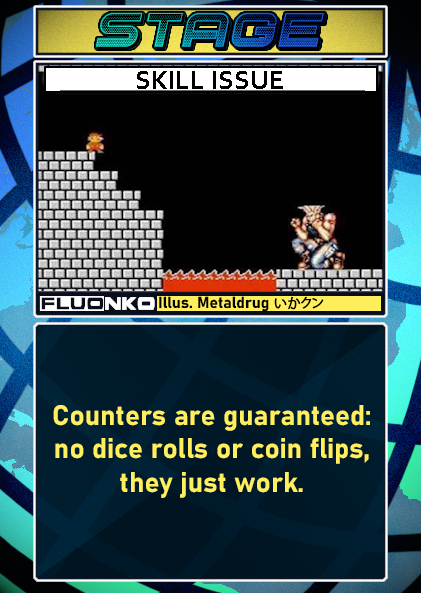 STAGE
SKILL ISSUE
FLUONKO Illus. Metaldrug いかクン
Counters are guaranteed:
no dice rolls or coin flips,
they just work.